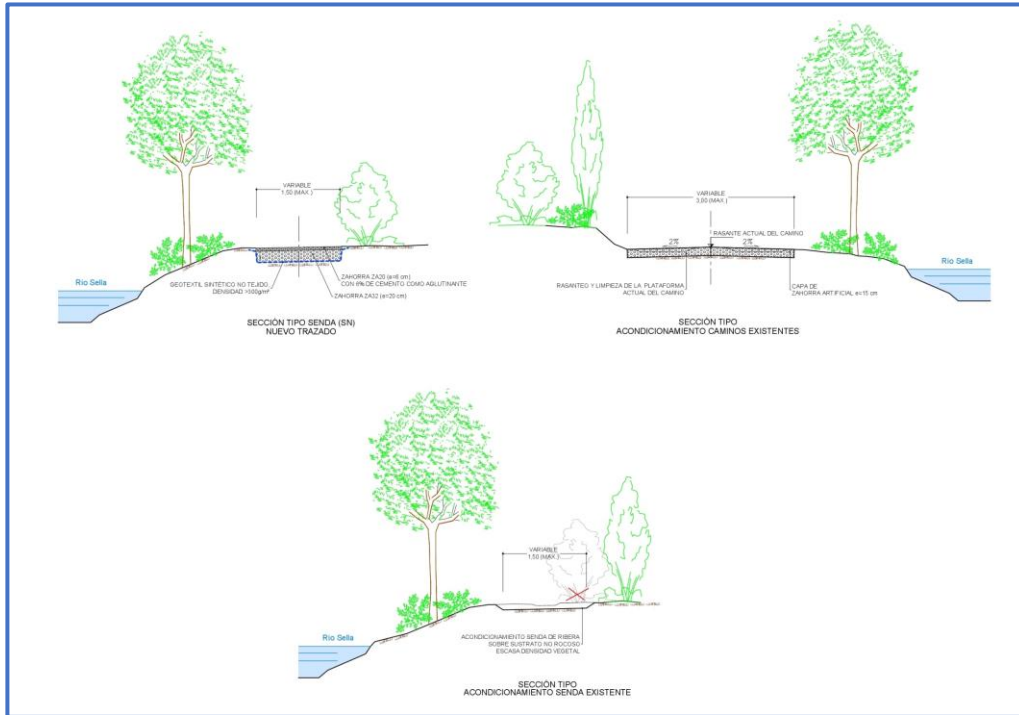 VARIABLE
1,50 (MAX.)
Río Sella
GEOTEXTIL SINTÉTICO NO TEJIDO
DENSIDAD >500g/m²
ZAHORRA ZA20 (e=8 cm)
CON 6% DE CEMENTO COMO AGLUTINANTE
ZAHORRA ZA32 (e=20 cm)
SECCIÓN TIPO SENDA (SN)
NUEVO TRAZADO
VARIABLE
3,00 (MAX.)
RASANTE ACTUAL DEL CAMINO
2%
2%
Río Sella
RASANTEO Y LIMPIEZA DE LA PLATAFORMA
ACTUAL DEL CAMINO
CAPA DE
ZAHORRA ARTIFICIAL e=15 cm
SECCIÓN TIPO
ACONDICIONAMIENTO CAMINOS EXISTENTES
VARIABLE
1,50 (MAX.)
Río Sella
ACONDICIONAMIENTO SENDA DE RIBERA
SOBRE SUSTRATO NO ROCOSO
ESCASA DENSIDAD VEGETAL
SECCIÓN TIPO
ACONDICIONAMIENTO SENDA EXISTENTE